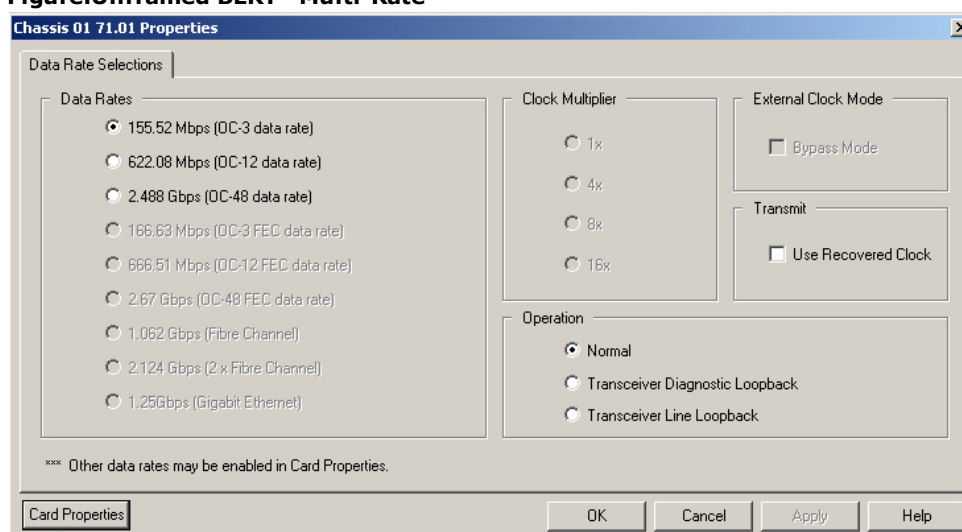 Figure:Unframed BERT - Multi-Rate
Chassis 01 71.01 Properties
Data Rate Selections
Data Rates
155.52 Mbps (OC-3 data rate)
622.08 Mbps (OC-12 data rate)
2.488 Gbps (OC-48 data rate)
166.63 Mbps (OC-3 FEC data rate)
666.51 Mbps (OC-12 FEC data rate)
2.67 Gbps (OC-48 FEC data rate)
1.062 Gbps (Fibre Channel)
2.124 Gbps (2 x Fibre Channel)
1.25Gbps (Gigabit Ethernet)
Clock Multiplier
1x
4x
8x
16x
External Clock Mode
Bypass Mode
Transmit
Use Recovered Clock
Operation
Normal
Transceiver Diagnostic Loopback
Transceiver Line Loopback
*** Other data rates may be enabled in Card Properties.
Card Properties
OK
Cancel
Apply
Help